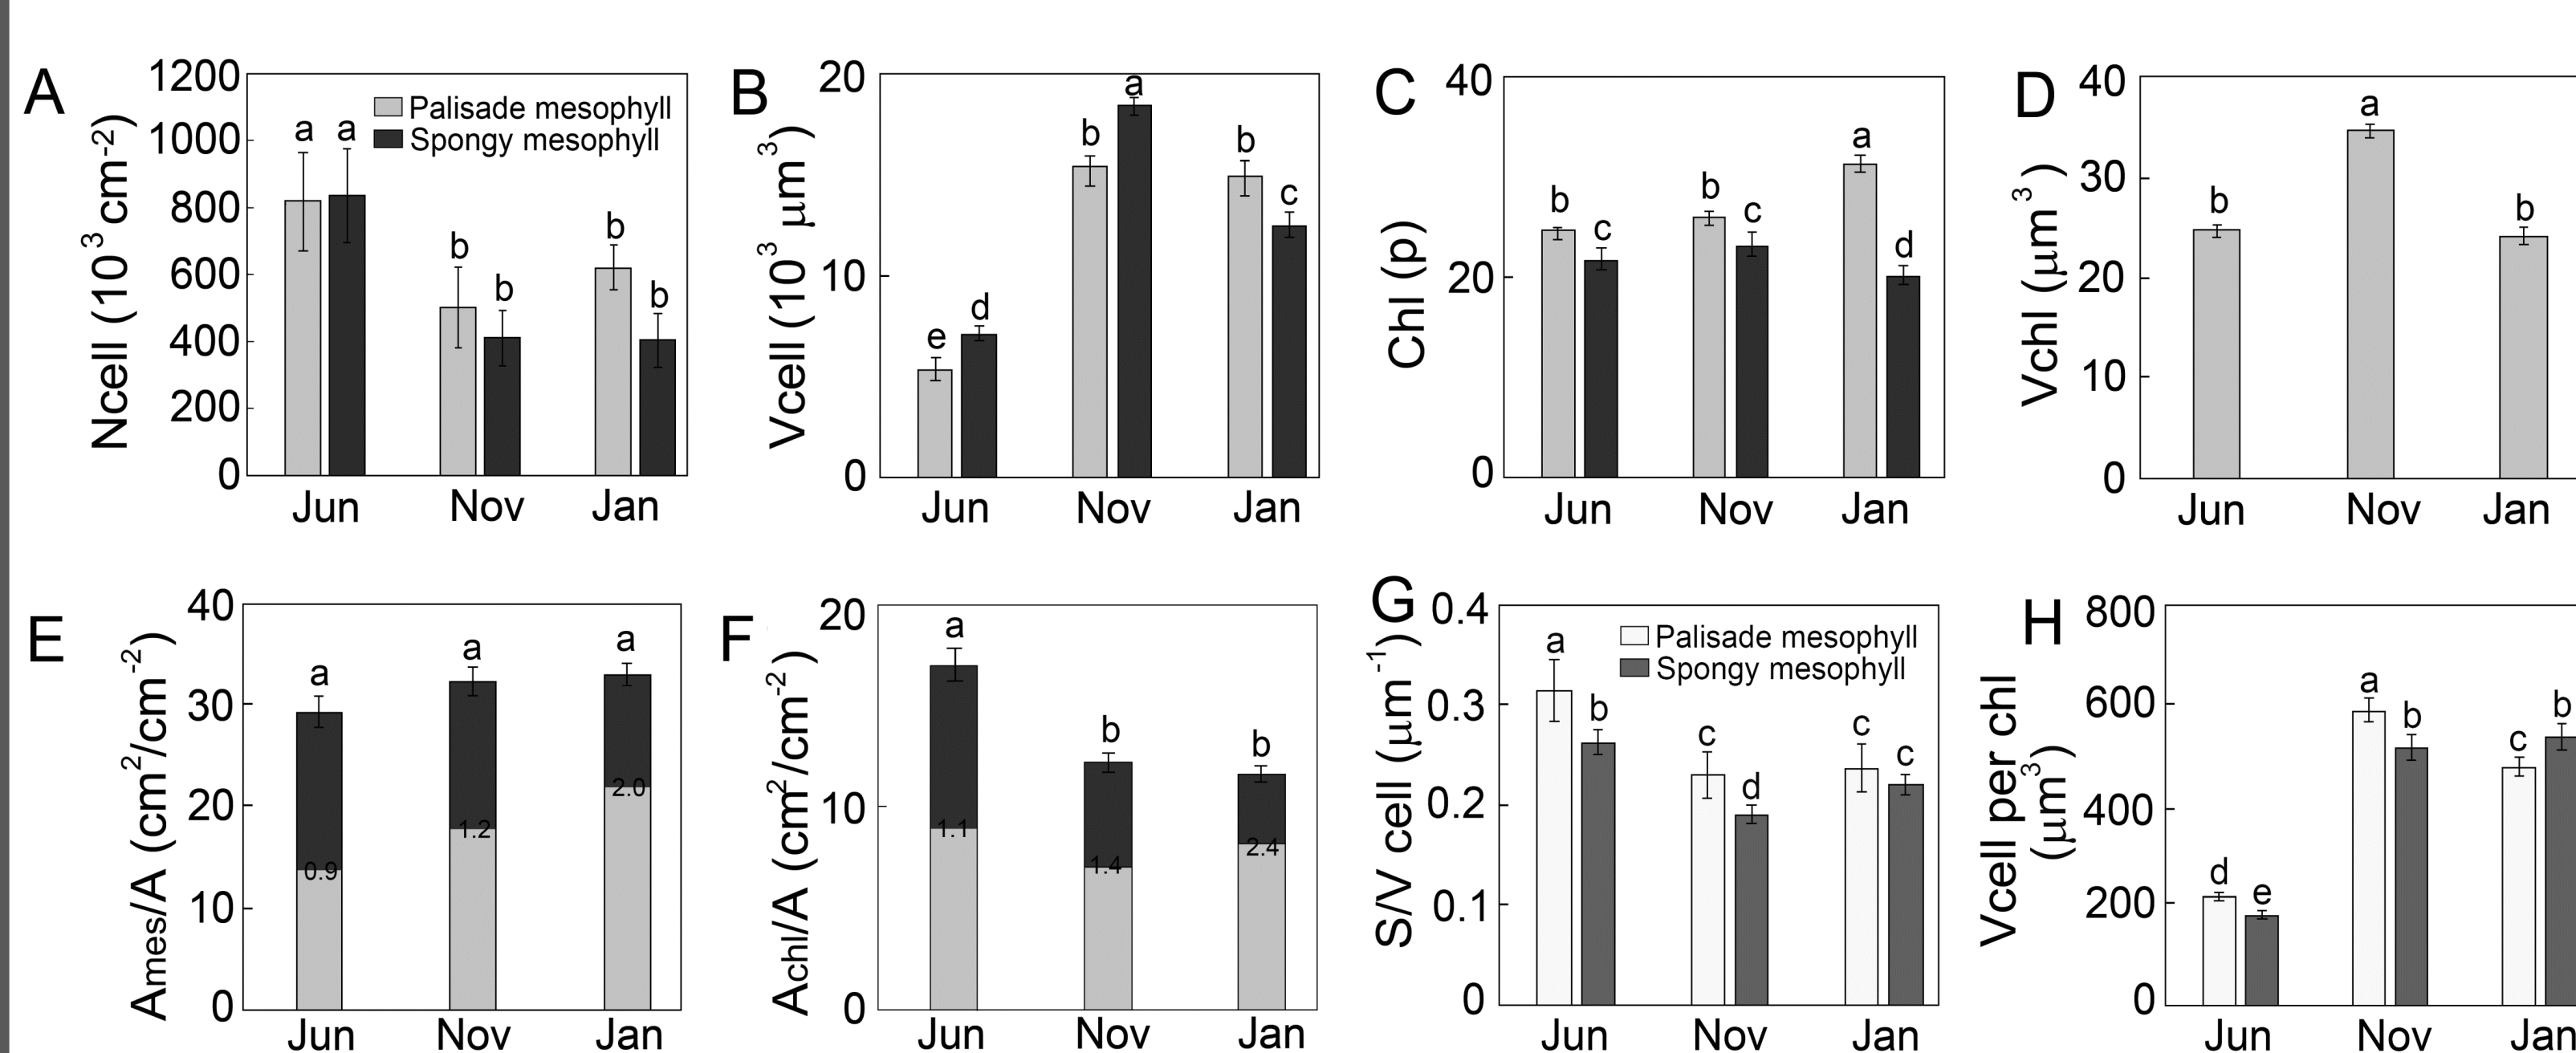 A
Ncell (10³ cm⁻²)
1200
1000
800
600
400
200
0
Palisade mesophyll
Spongy mesophyll
a a
b b
b b
Jun Nov Jan
B
Vcell (10³ µm³)
20
10
0
e d
b a
b c
Jun Nov Jan
C
Chl (p)
40
20
0
b c
b c
a d
Jun Nov Jan
D
Vchl (µm³)
40
30
20
10
0
b a b
Jun Nov Jan
E
Ames/A (cm²/cm⁻²)
40
30
20
10
0
a a a
0.9 1.2 2.0
Jun Nov Jan
F
Achl/A (cm²/cm⁻²)
20
10
0
a b b
1.1 1.4 2.4
Jun Nov Jan
G
S/V cell (µm⁻¹)
0.4
0.3
0.2
0.1
0
Palisade mesophyll
Spongy mesophyll
a b
c d
c c
Jun Nov Jan
H
Vcell per chl
(µm³)
800
600
400
200
0
d e
a b
c b
Jun Nov Jan